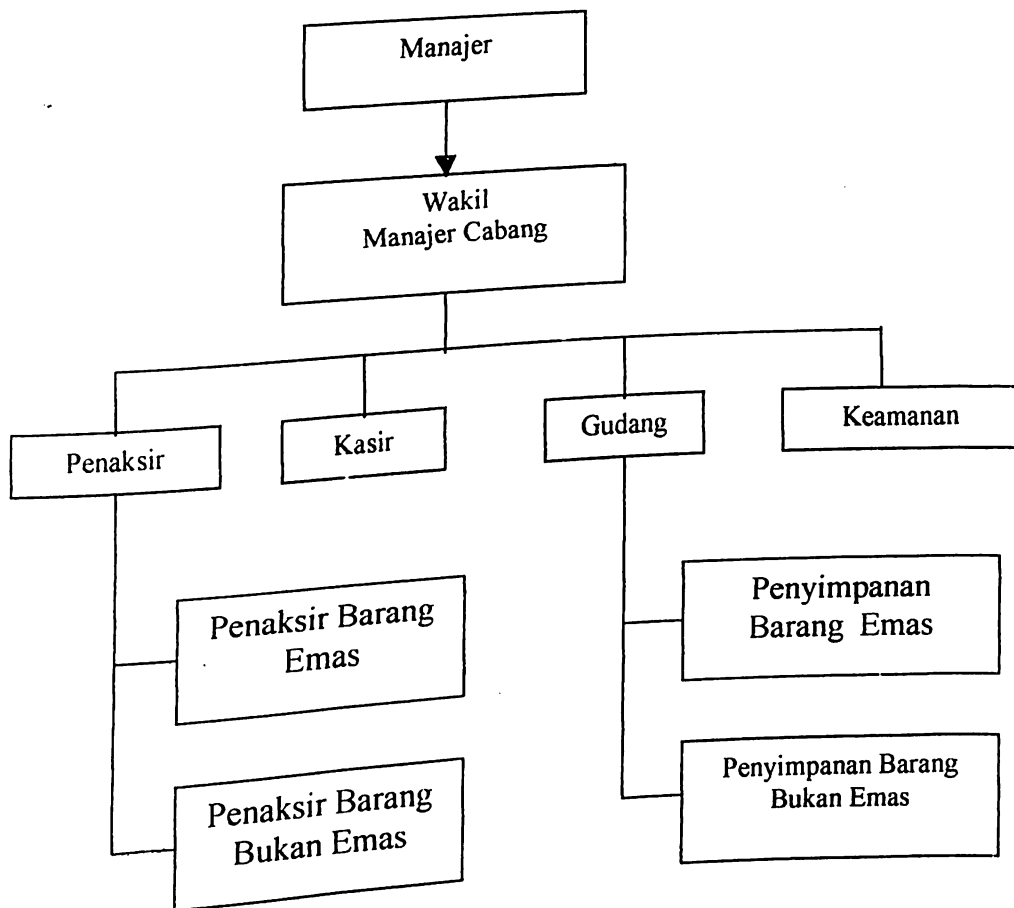 Manajer
Wakil
Manajer Cabang
Penaksir
Kasir
Gudang
Keamanan
Penaksir Barang
Emas
Penyimpanan
Barang Emas
Penaksir Barang
Bukan Emas
Penyimpanan Barang
Bukan Emas